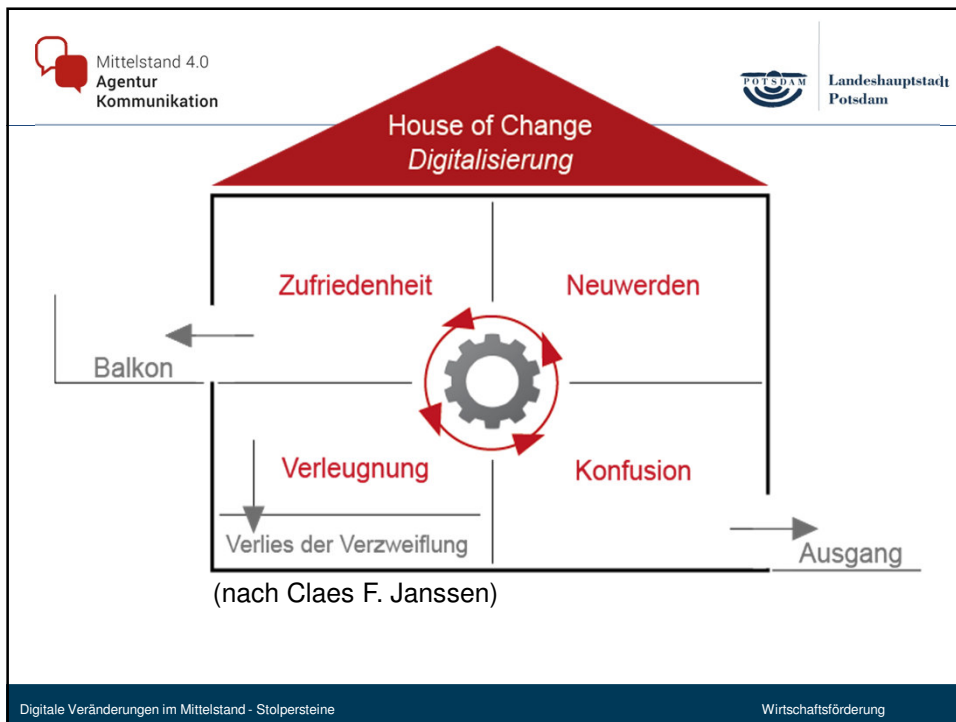 Mittelstand 4.0
Agentur
Kommunikation
POTSDAM
Landeshauptstadt
Potsdam
House of Change
Digitalisierung
Zufriedenheit
Neuwerden
Balkon
Verleugnung
Konfusion
Verlies der Verzweiflung
Ausgang
(nach Claes F. Janssen)
Digitale Veränderungen im Mittelstand - Stolpersteine
Wirtschaftsförderung